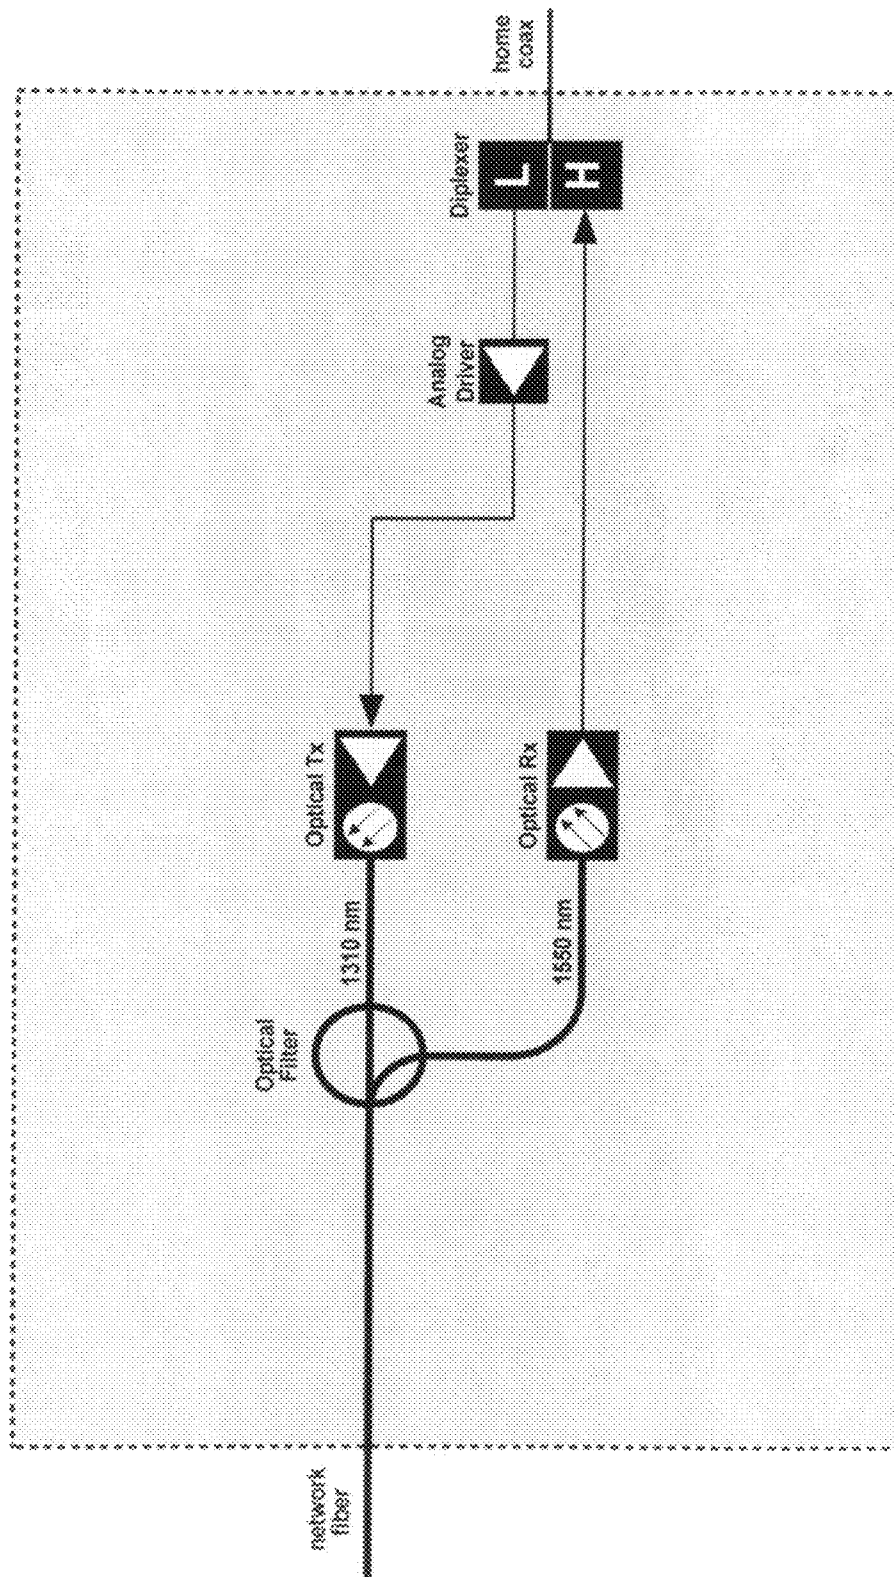 home
coax
Diplexer
L
H
Analog
Driver
Optical Tx
Optical Rx
1310 nm
1550 nm
Optical
Filter
network
fiber